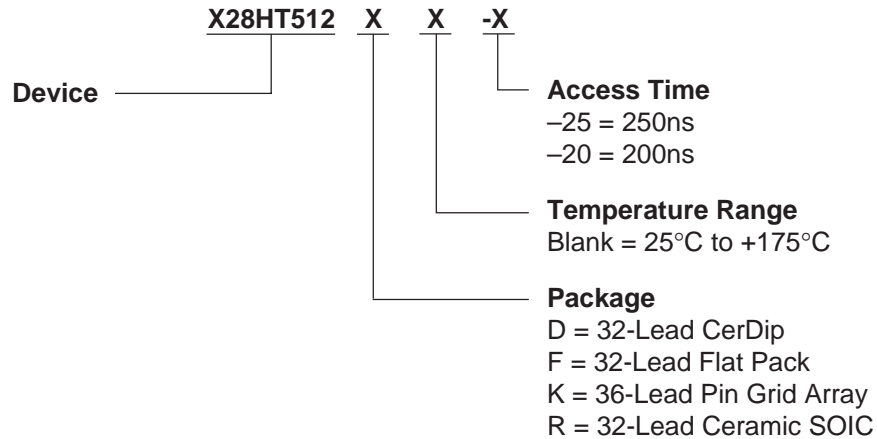 X28HT512 X X -X
Device
Access Time
–25 = 250ns
–20 = 200ns
Temperature Range
Blank = 25°C to +175°C
Package
D = 32-Lead CerDip
F = 32-Lead Flat Pack
K = 36-Lead Pin Grid Array
R = 32-Lead Ceramic SOIC